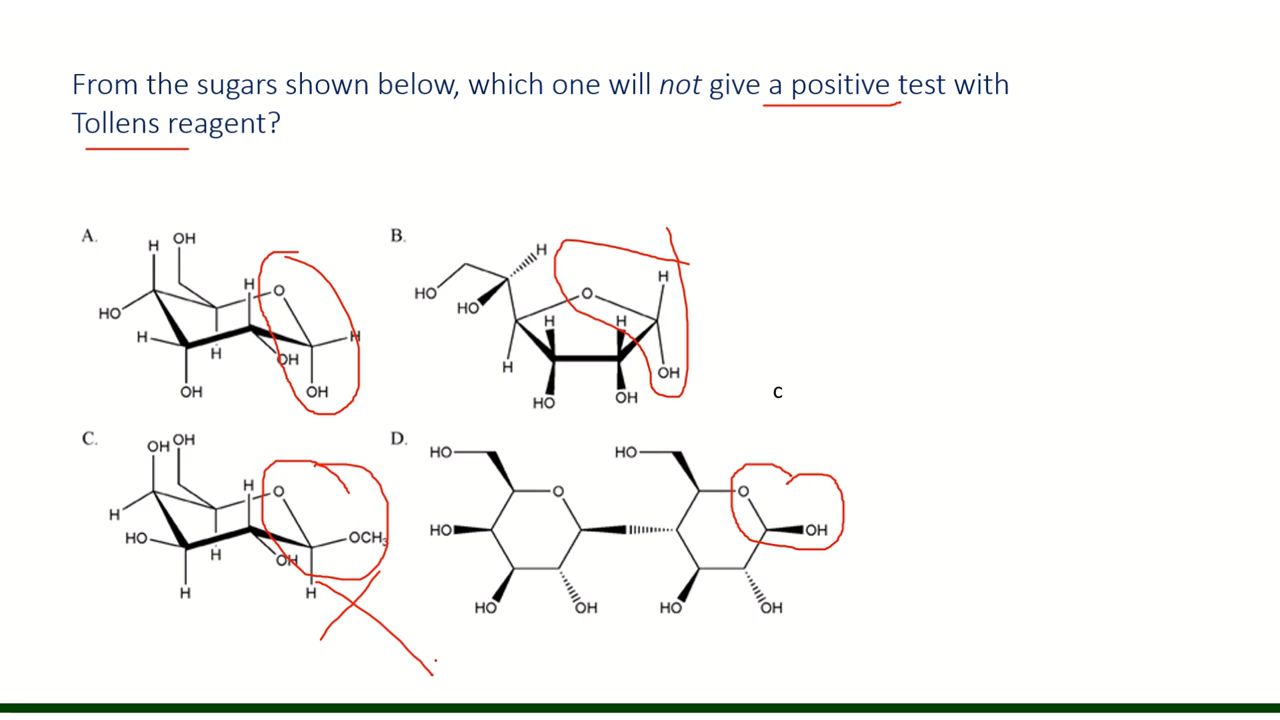 From the sugars shown below, which one will not give a positive test with
Tollens reagent?
A.
H OH
H
O
HO
H
H
H
OH
OH
OH
B.
H
HO
HO
O
H
H
H
H
OH
HO
OH
c
C.
OH OH
H
O
H
HO
OCH3
H
OH
H
H
D.
HO
HO
O
O
HO
OH
HO
OH
HO
OH